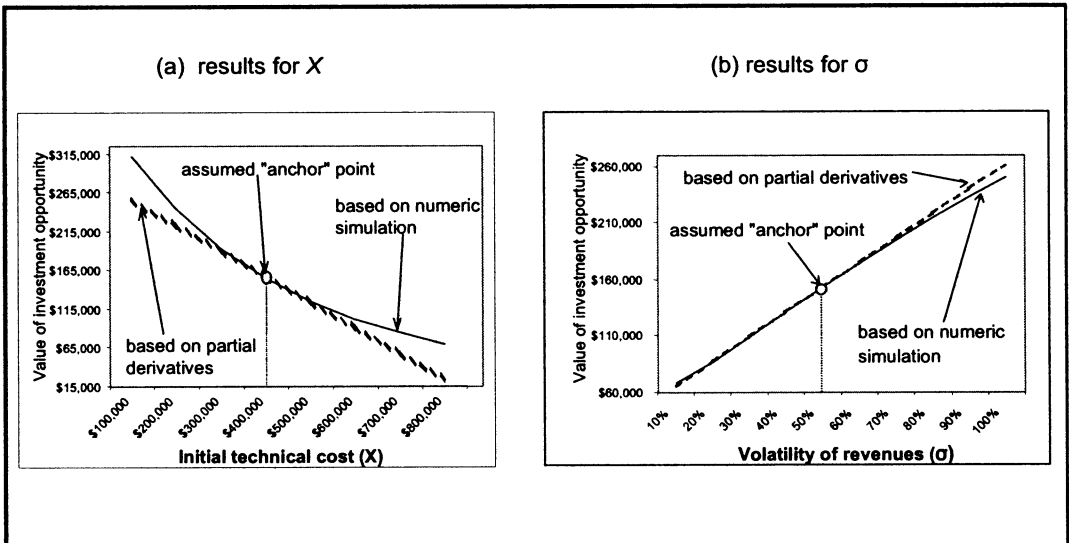 (a) results for X
(b) results for σ
Value of investment opportunity
$315,000
$265,000
$215,000
$165,000
$115,000
$65,000
$15,000
assumed "anchor" point
based on numeric
simulation
based on partial
derivatives
$100,000
$200,000
$300,000
$400,000
$500,000
$600,000
$700,000
$800,000
Initial technical cost (X)
Value of investment opportunity
$260,000
$210,000
$160,000
$110,000
$60,000
based on partial derivatives
assumed "anchor" point
based on numeric
simulation
10%
20%
30%
40%
50%
60%
70%
80%
90%
100%
Volatility of revenues (σ)